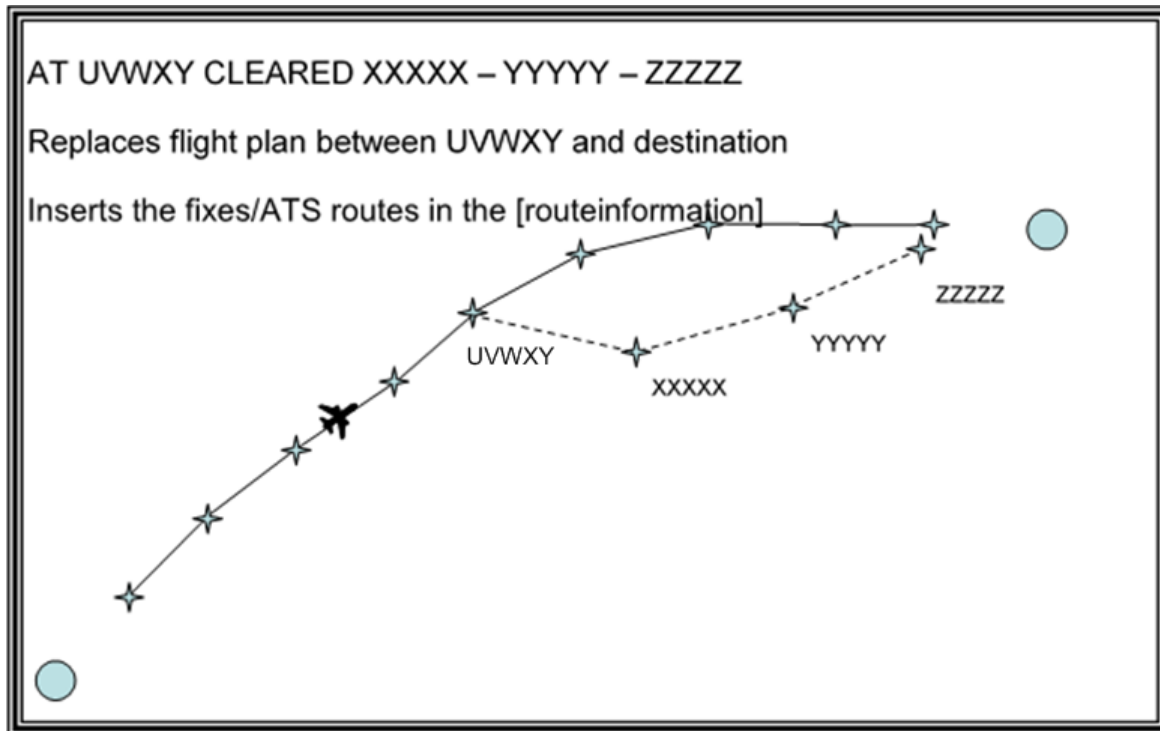 AT UVWXY CLEARED XXXXX – YYYYY – ZZZZZ
Replaces flight plan between UVWXY and destination
Inserts the fixes/ATS routes in the [routeinformation]
ZZZZZ
YYYYY
UVWXY
XXXXX